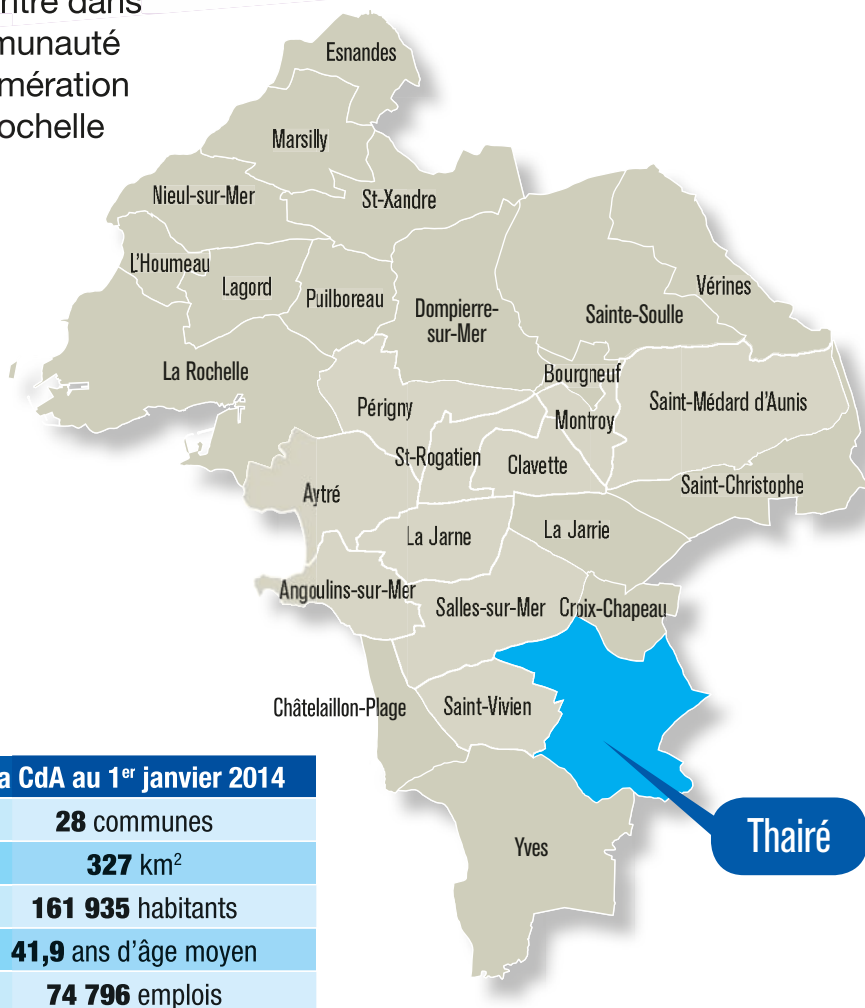 ntre dans
munauté
mération
ochelle
Esnandes
Marsilly
Nieul-sur-Mer
St-Xandre
L'Houmeau
Lagord
Puilboreau
Dompierre-
sur-Mer
Sainte-Soulle
Vérines
La Rochelle
Bourgneuf
Périgny
Montroy
Saint-Médard d'Aunis
St-Rogatien
Clavette
Saint-Christophe
Aytré
La Jarne
La Jarrie
Angoulins-sur-Mer
Salles-sur-Mer
Croix-Chapeau
Châtelaillon-Plage
Saint-Vivien
Thairé
Yves
a CdA au 1er janvier 2014
28 communes
327 km²
161 935 habitants
41,9 ans d'âge moyen
74 796 emplois